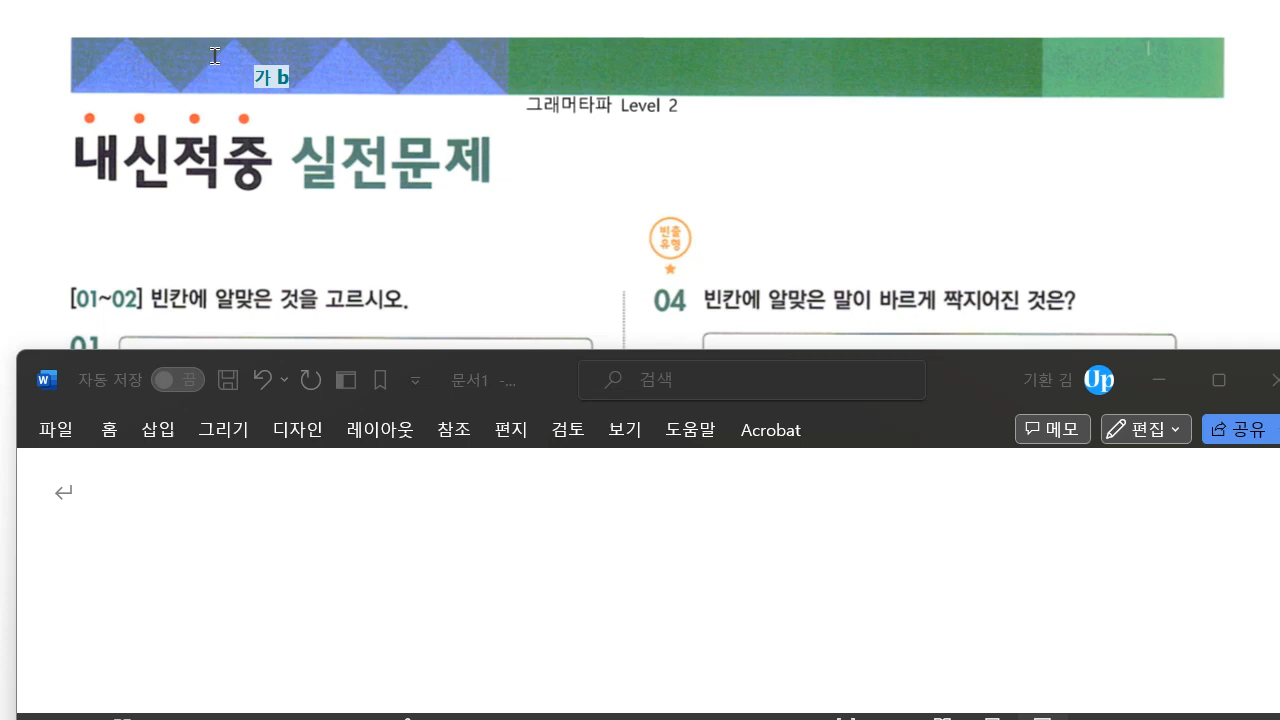 가 b
그래머타파 Level 2
내신적중 실전문제
빈출
유형
[01~02] 빈칸에 알맞은 것을 고르시오.
04 빈칸에 알맞은 말이 바르게 짝지어진 것은?
01
자동 저장 끔 문서1 -... 검색 기환 김 Up
파일 홈 삽입 그리기 디자인 레이아웃 참조 편지 검토 보기 도움말 Acrobat 메모 편집 공유